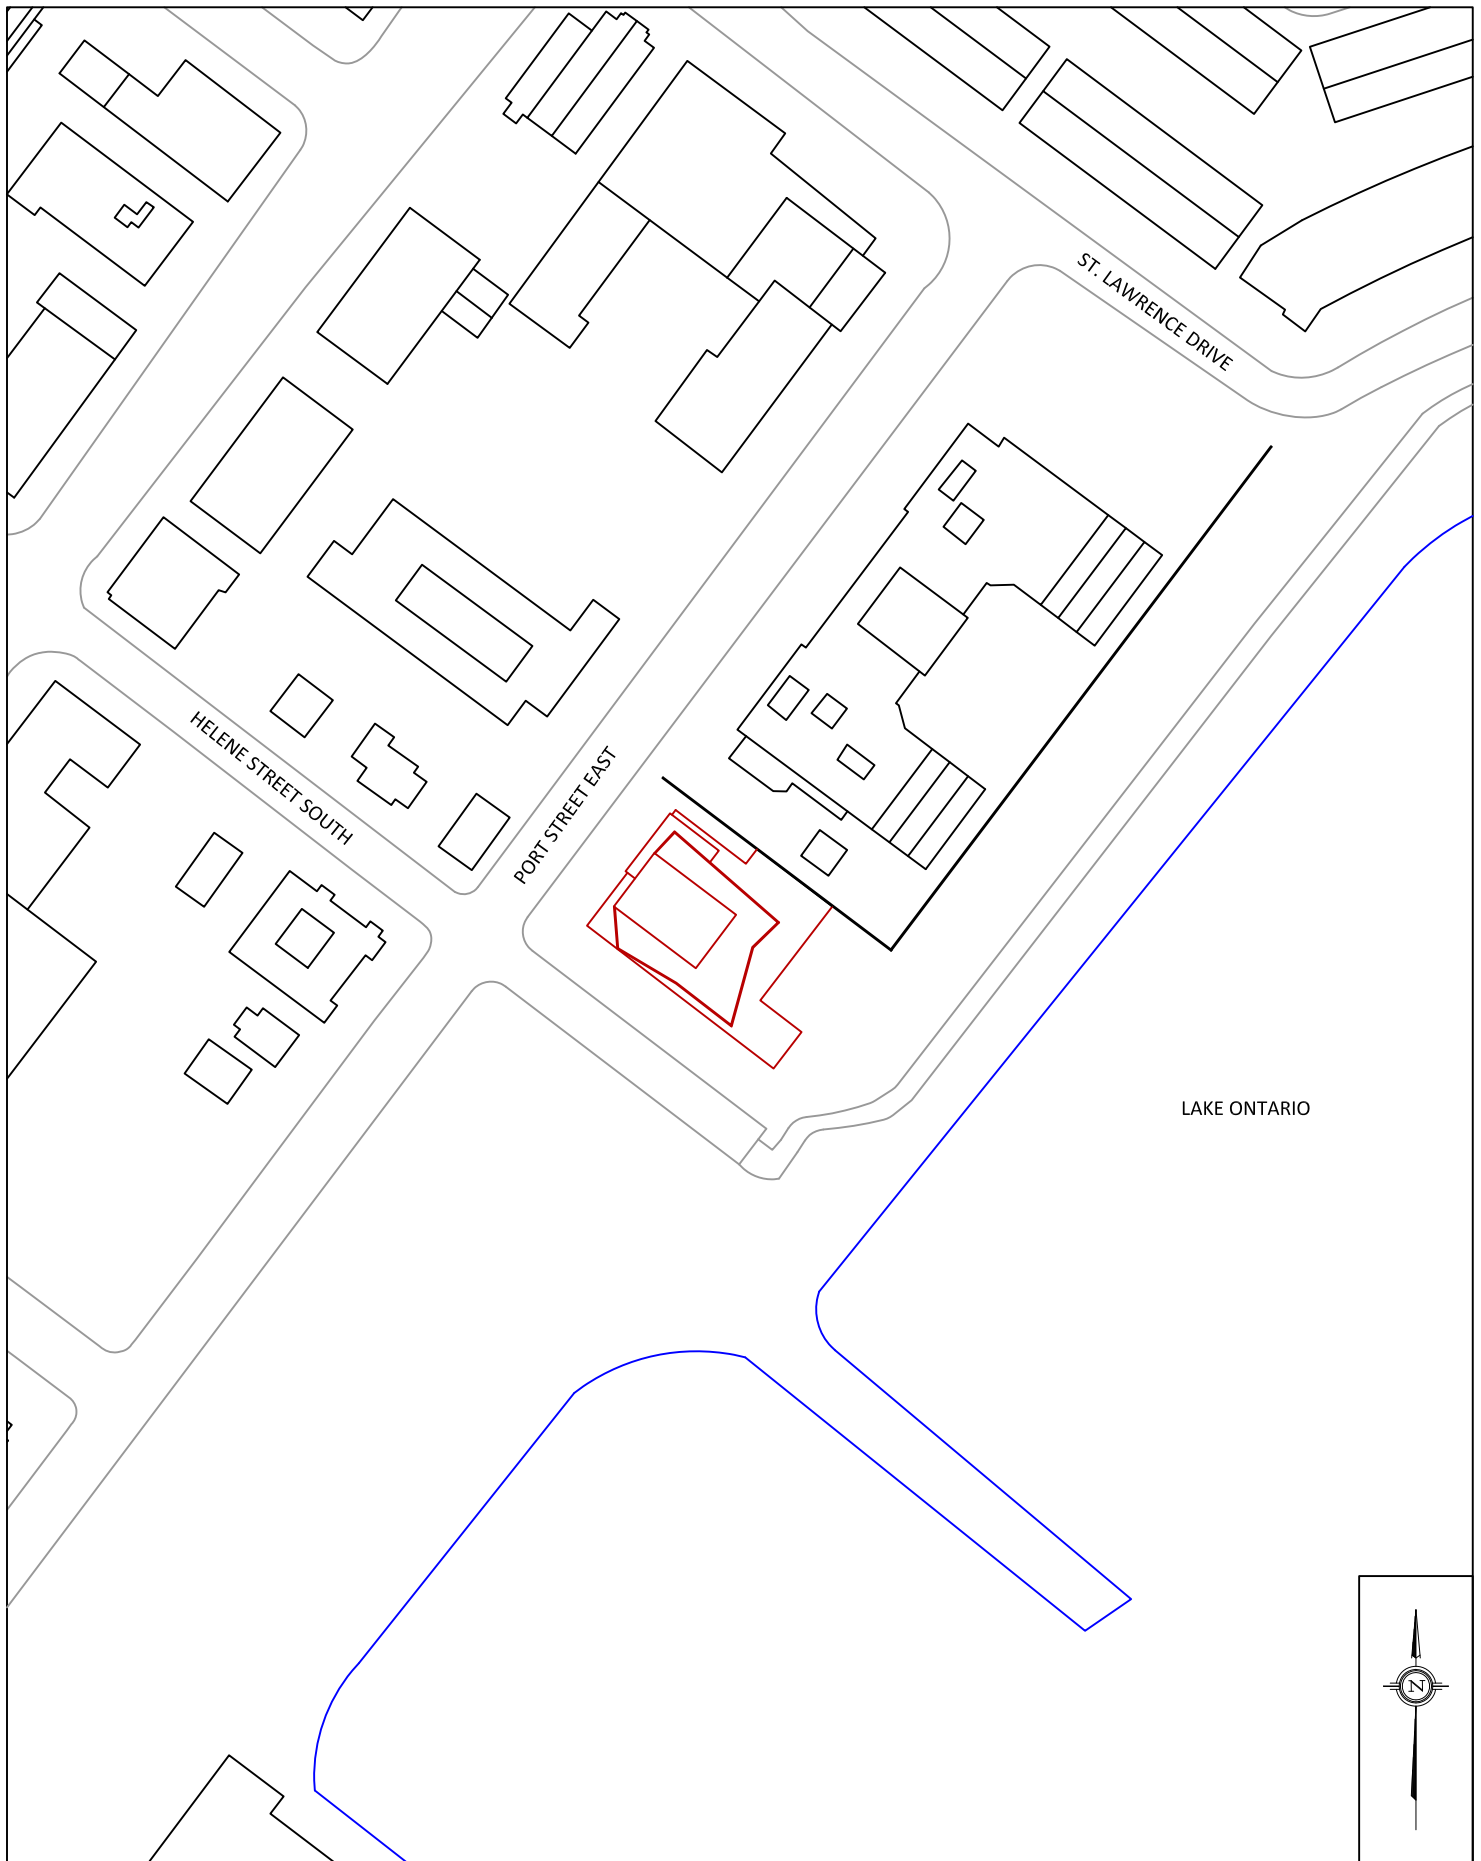 ST. LAWRENCE DRIVE
HELENE STREET SOUTH
PORT STREET EAST
LAKE ONTARIO
N